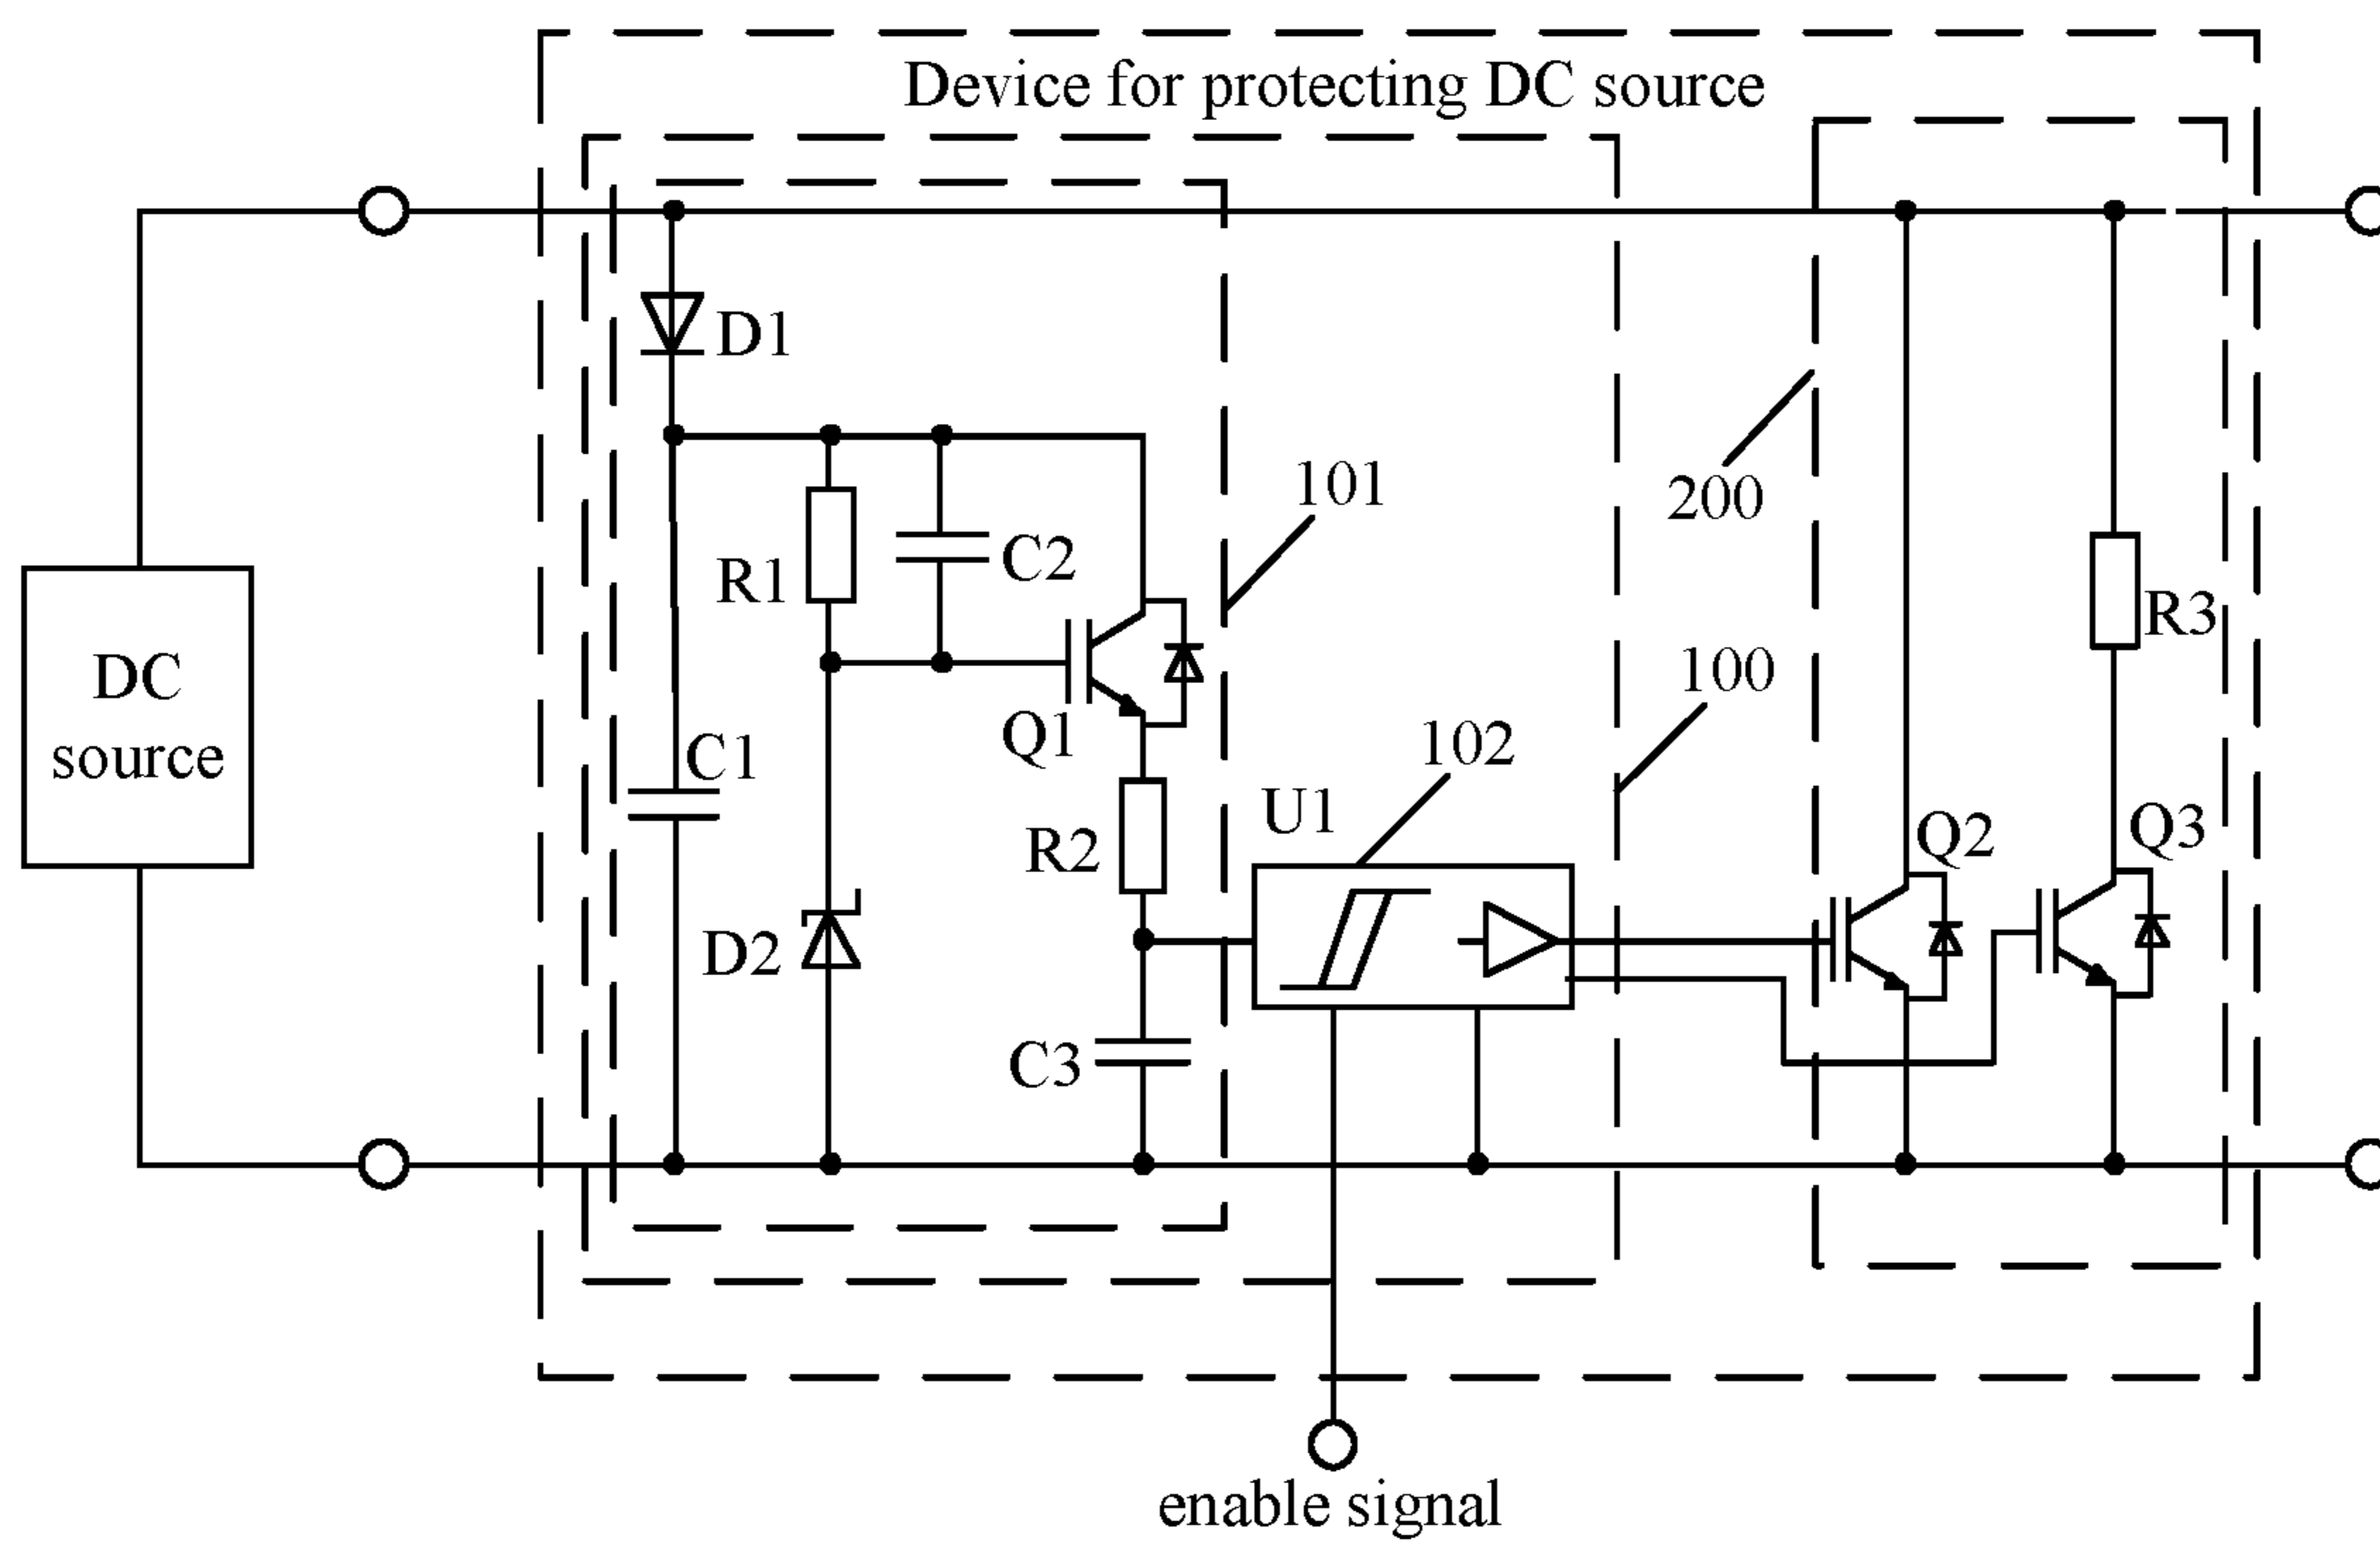 Device for protecting DC source
D1
101
200
R1
C2
R3
DC
source
100
Q1
102
C1
U1
R2
Q2
Q3
D2
C3
enable signal